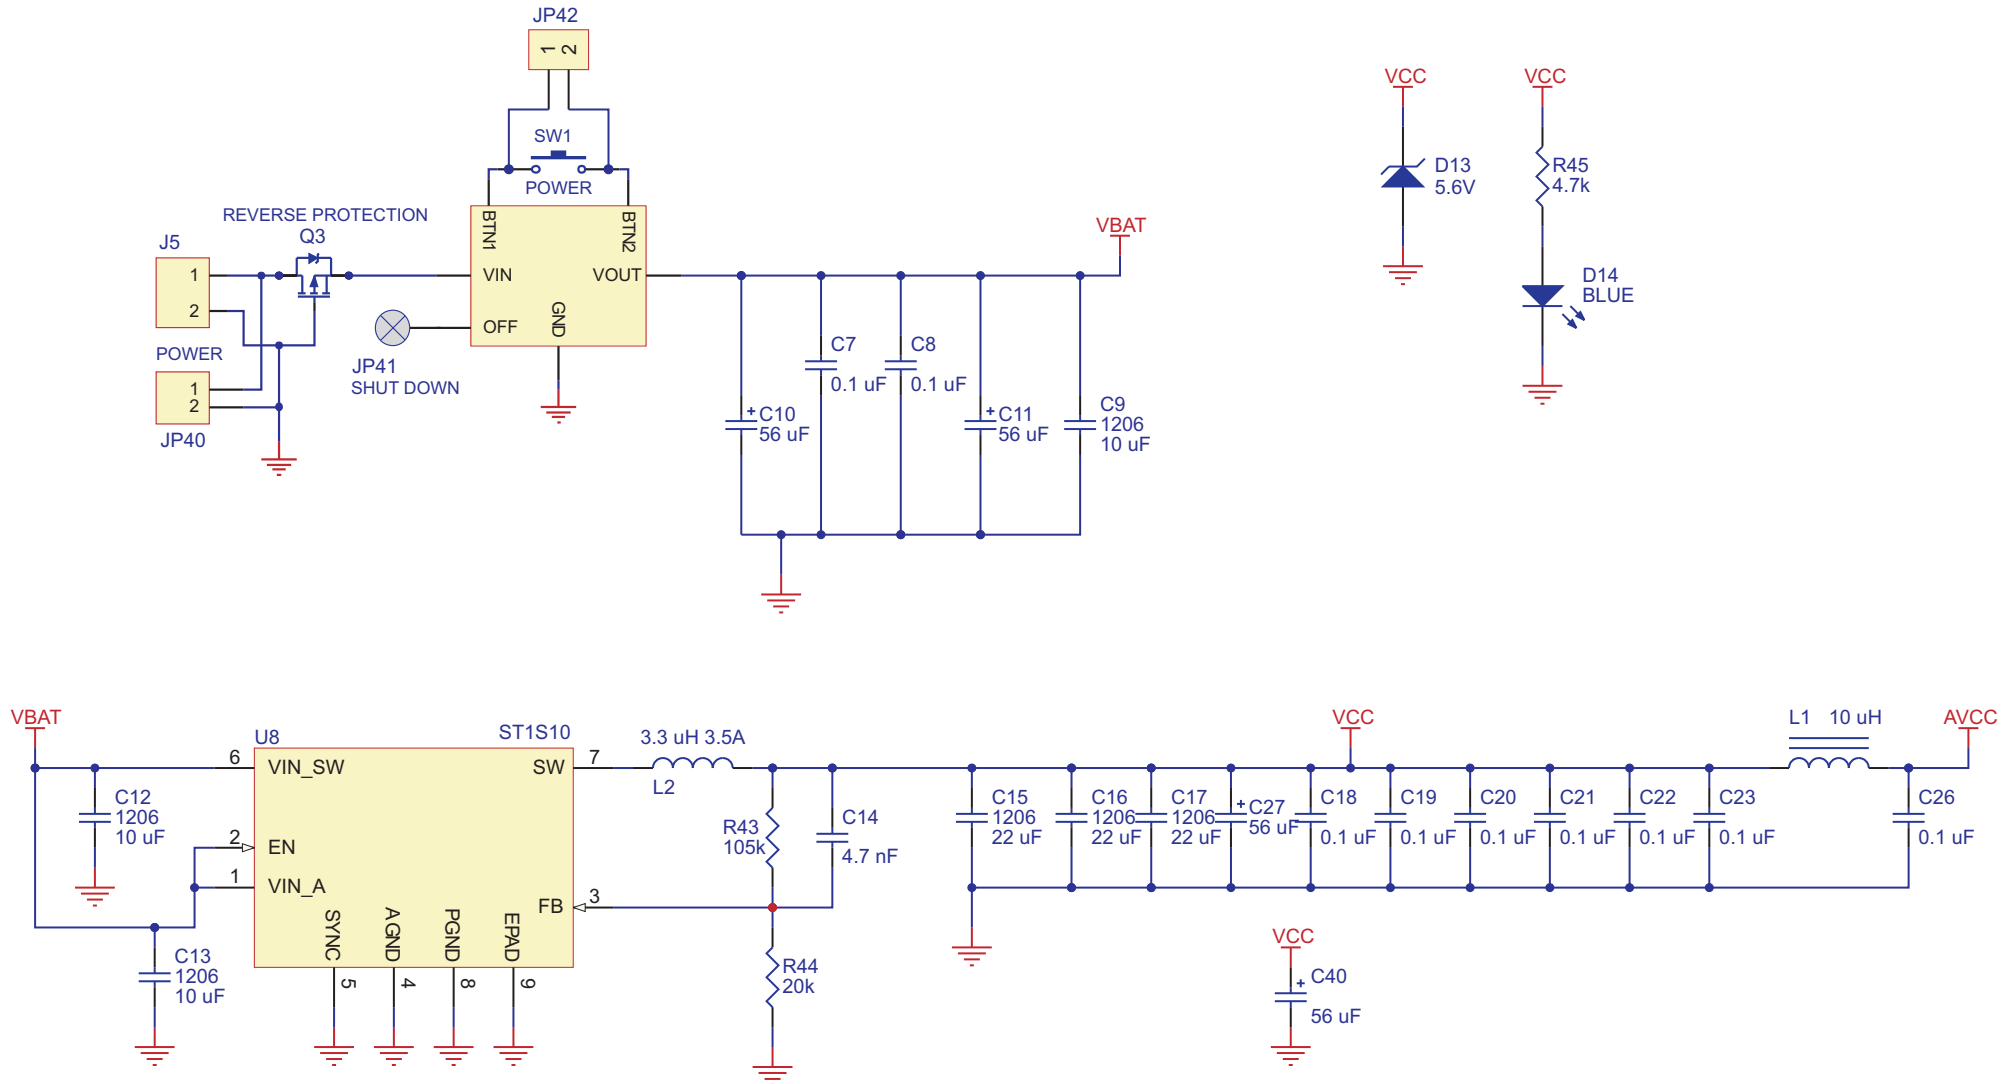 JP42
1
2
SW1
POWER
REVERSE PROTECTION
Q3
J5
1
2
POWER
1
2
JP40
BTN1
BTN2
VIN
VOUT
OFF
GND
JP41
SHUT DOWN
VBAT
C7
0.1 uF
C8
0.1 uF
C10
56 uF
C11
56 uF
C9
1206
10 uF
VCC
D13
5.6V
VCC
R45
4.7k
D14
BLUE
VBAT
U8
ST1S10
6
VIN_SW
2
EN
1
VIN_A
SW
7
FB
3
SYNC
AGND
PGND
EPAD
5
4
8
9
C12
1206
10 uF
C13
1206
10 uF
3.3 uH 3.5A
L2
R43
105k
C14
4.7 nF
R44
20k
C15
1206
22 uF
C16
1206
22 uF
C17
1206
22 uF
C27
56 uF
VCC
C18
0.1 uF
C19
0.1 uF
C20
0.1 uF
C21
0.1 uF
C22
0.1 uF
C23
0.1 uF
L1 10 uH
AVCC
C26
0.1 uF
VCC
C40
56 uF